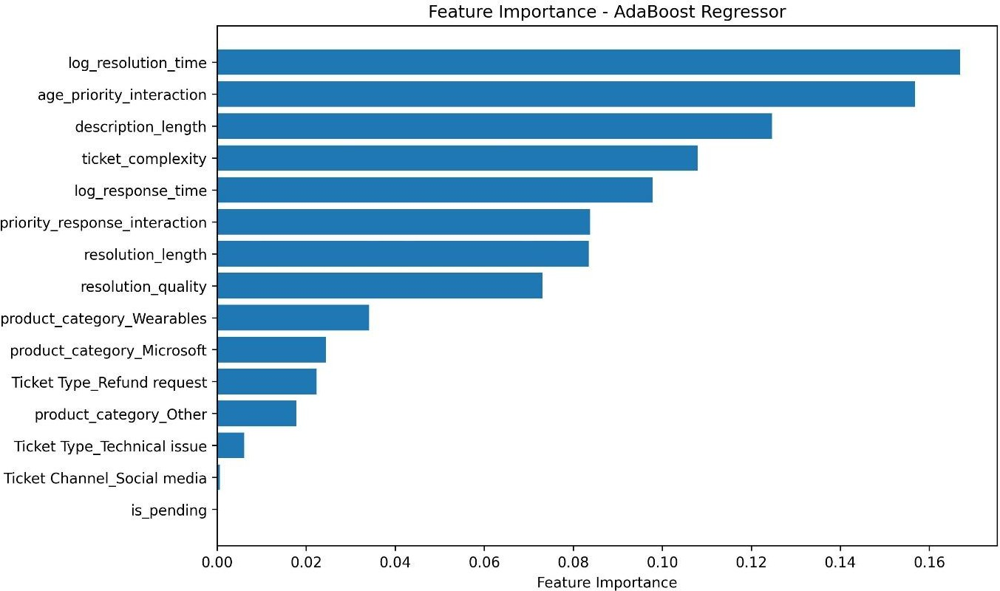 Feature Importance - AdaBoost Regressor
log_resolution_time
age_priority_interaction
description_length
ticket_complexity
log_response_time
priority_response_interaction
resolution_length
resolution_quality
product_category_Wearables
product_category_Microsoft
Ticket Type_Refund request
product_category_Other
Ticket Type_Technical issue
Ticket Channel_Social media
is_pending
0.00 0.02 0.04 0.06 0.08 0.10 0.12 0.14 0.16
Feature Importance